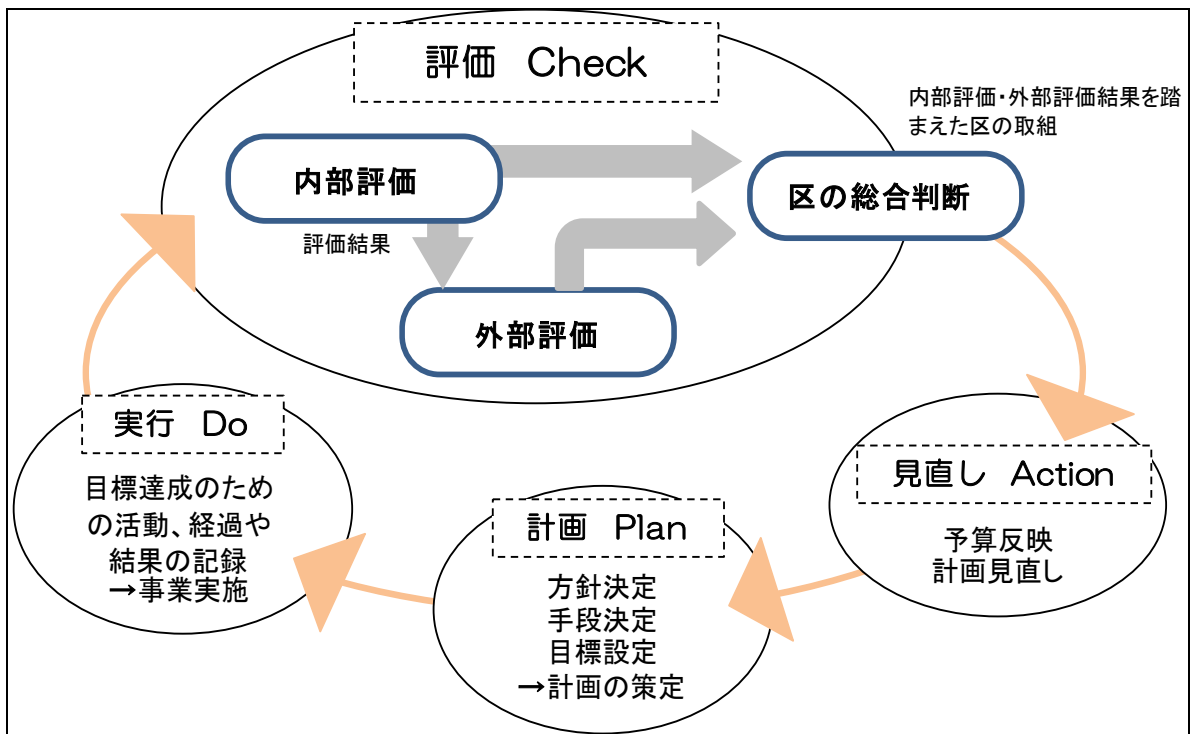 評価　Check
内部評価・外部評価結果を踏
まえた区の取組
内部評価
区の総合判断
評価結果
外部評価
実行　Do
目標達成のため
の活動、経過や
結果の記録
→事業実施
計画　Plan
方針決定
手段決定
目標設定
→計画の策定
見直し　Action
予算反映
計画見直し